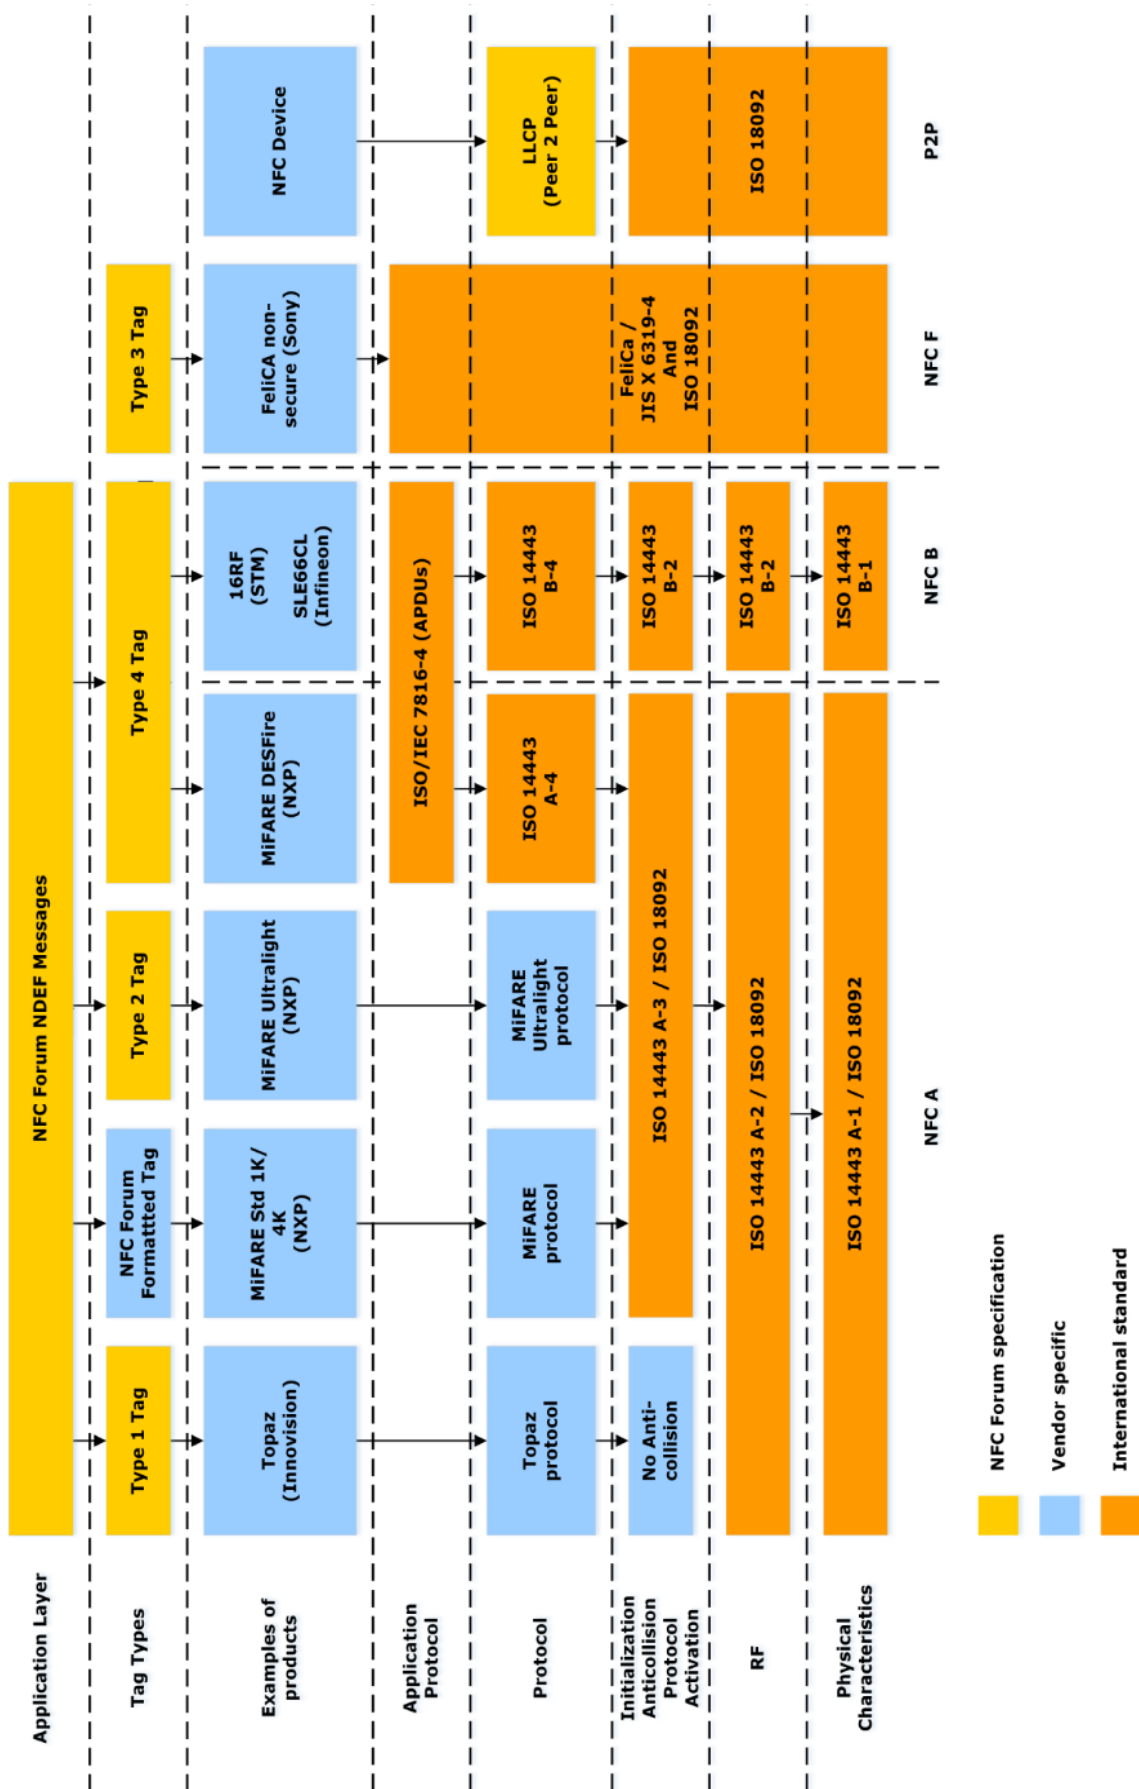 Application Layer
NFC Forum NDEF Messages
Tag Types
Type 1 Tag
NFC Forum
Formattted Tag
Type 2 Tag
Type 4 Tag
Type 3 Tag
Examples of
products
Topaz
(Innovision)
MiFARE Std 1K/
4K
(NXP)
MiFARE Ultralight
(NXP)
MiFARE DESFire
(NXP)
16RF
(STM)
SLE66CL
(Infineon)
FeliCA non-
secure (Sony)
NFC Device
Application
Protocol
ISO/IEC 7816-4 (APDUs)
Protocol
Topaz
protocol
MiFARE
protocol
MiFARE
Ultralight
protocol
ISO 14443
A-4
ISO 14443
B-4
LLCP
(Peer 2 Peer)
Initialization
Anticollision
Protocol
Activation
No Anti-
collision
ISO 14443 A-3 / ISO 18092
ISO 14443
B-2
FeliCa /
JIS X 6319-4
And
ISO 18092
RF
ISO 14443 A-2 / ISO 18092
ISO 14443
B-2
ISO 18092
Physical
Characteristics
ISO 14443 A-1 / ISO 18092
ISO 14443
B-1
NFC A
NFC B
NFC F
P2P
NFC Forum specification
Vendor specific
International standard